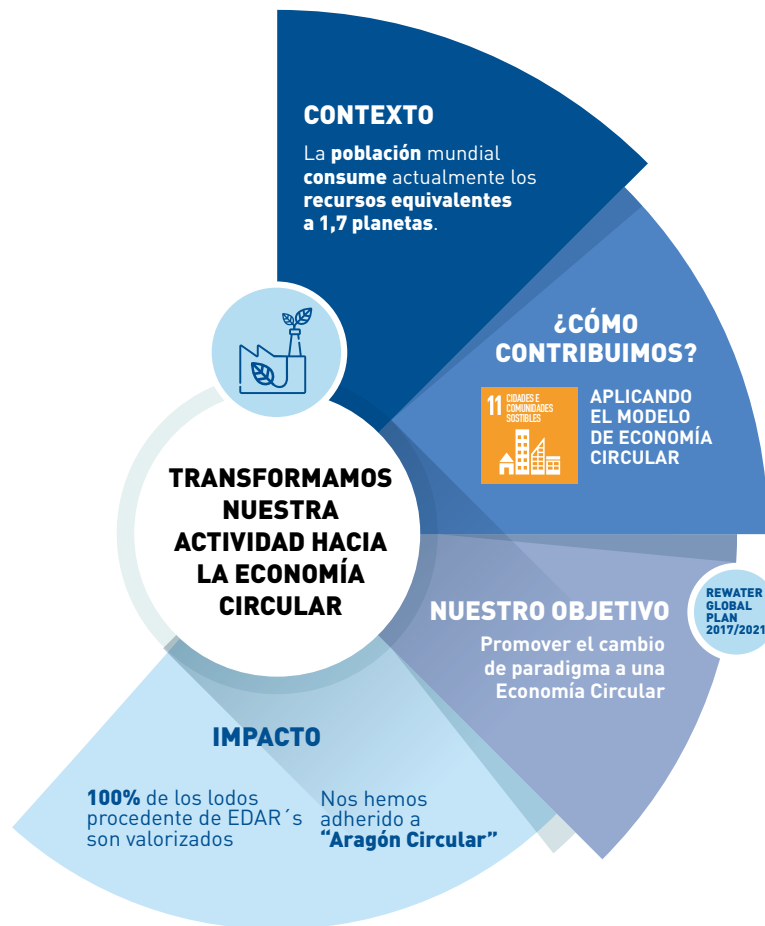 CONTEXTO
La población mundial
consume actualmente los
recursos equivalentes
a 1,7 planetas.
¿CÓMO
CONTRIBUIMOS?
11 CIDADES E
COMUNIDADES
SOSTIBLES
APLICANDO
EL MODELO
DE ECONOMÍA
CIRCULAR
TRANSFORMAMOS
NUESTRA
ACTIVIDAD HACIA
LA ECONOMÍA
CIRCULAR
NUESTRO OBJETIVO
Promover el cambio
de paradigma a una
Economía Circular
REWATER
GLOBAL
PLAN
2017/2021
IMPACTO
100% de los lodos
procedente de EDAR´s
son valorizados
Nos hemos
adherido a
“Aragón Circular”